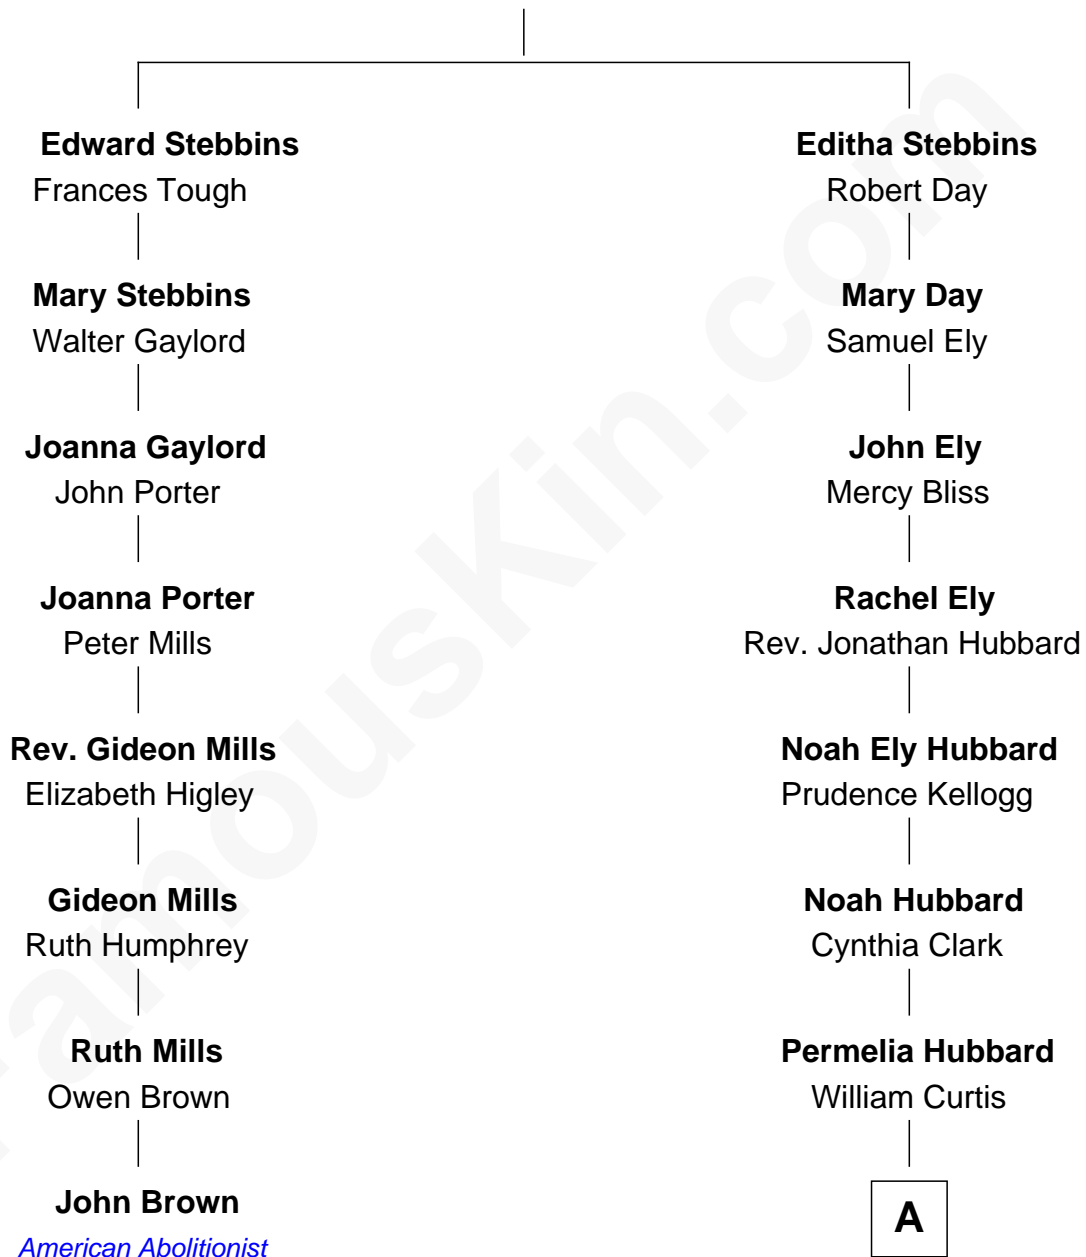 Edward Stebbins
Frances Tough
Mary Stebbins
Walter Gaylord
Joanna Gaylord
John Porter
Joanna Porter
Peter Mills
Rev. Gideon Mills
Elizabeth Higley
Gideon Mills
Ruth Humphrey
Ruth Mills
Owen Brown
John Brown
American Abolitionist
Editha Stebbins
Robert Day
Mary Day
Samuel Ely
John Ely
Mercy Bliss
Rachel Ely
Rev. Jonathan Hubbard
Noah Ely Hubbard
Prudence Kellogg
Noah Hubbard
Cynthia Clark
Permelia Hubbard
William Curtis
A
FamousKin.com